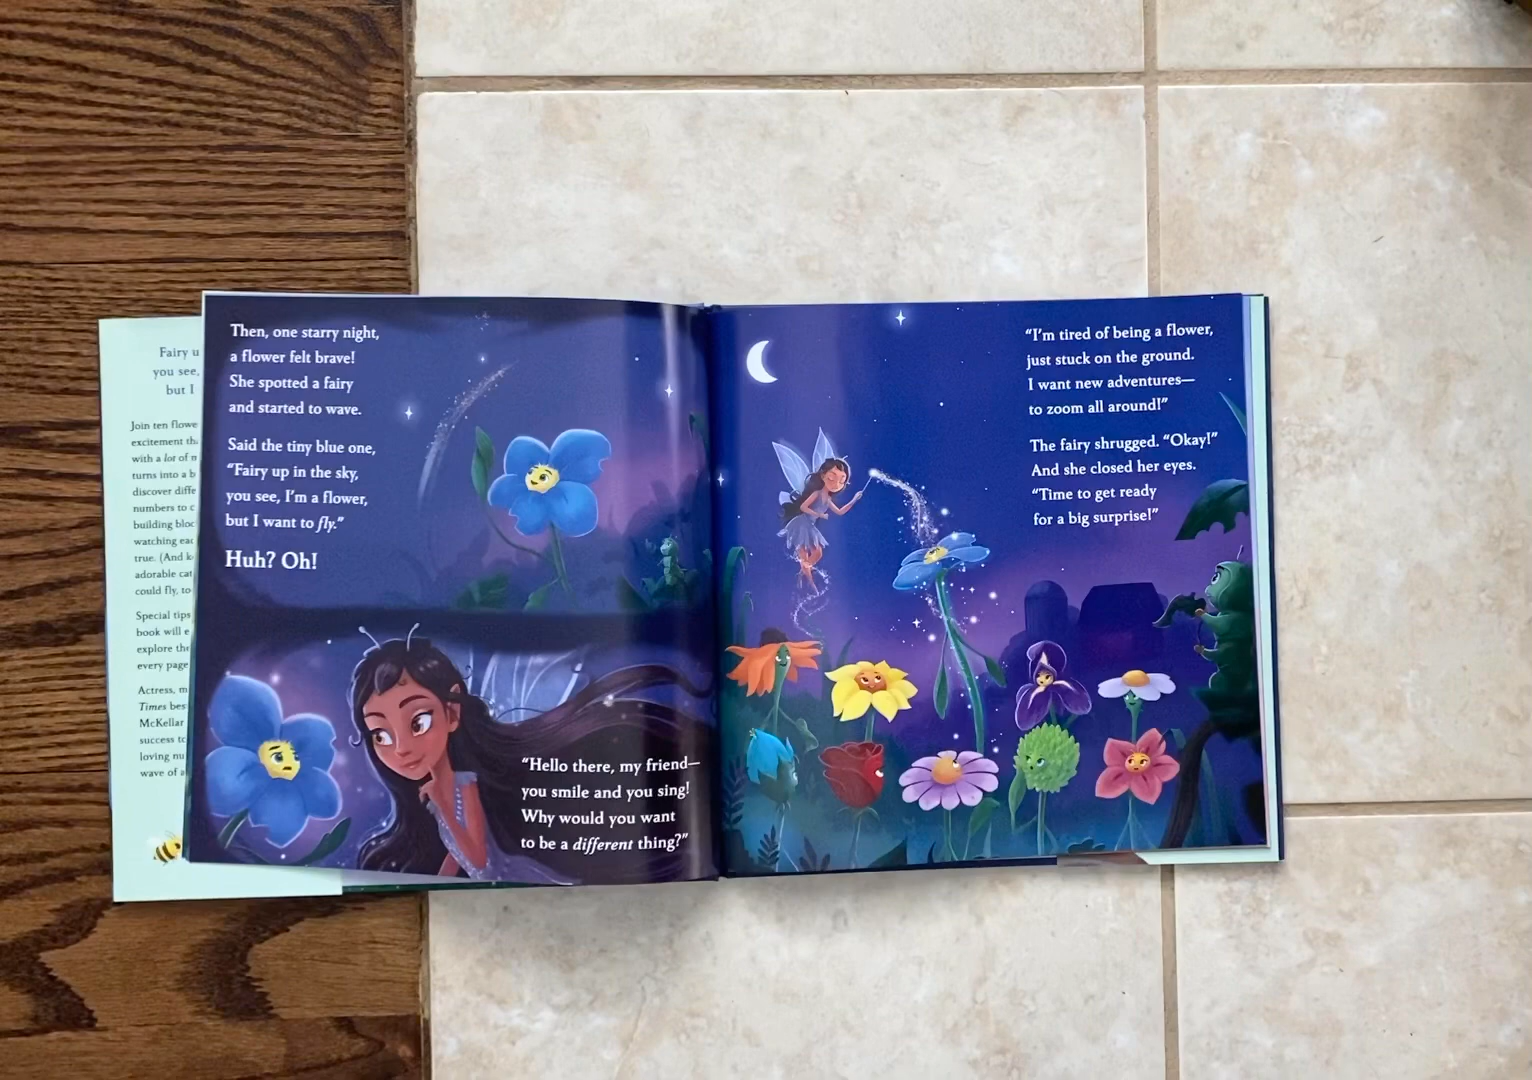 Fairy u
you see,
but I
Join ten flowe
excitement th
with a lot of n
turns into a b
discover diffe
numbers to c
building bloc
watching eac
true. (And k
adorable cat
could fly, to
Special tips
book will e
explore the
every page
Actress, m
Times bes
McKellar
success to
loving nu
wave of a
Then, one starry night,
a flower felt brave!
She spotted a fairy
and started to wave.
Said the tiny blue one,
“Fairy up in the sky,
you see, I’m a flower,
but I want to fly.”
Huh? Oh!
“Hello there, my friend—
you smile and you sing!
Why would you want
to be a different thing?”
“I’m tired of being a flower,
just stuck on the ground.
I want new adventures—
to zoom all around!”
The fairy shrugged. “Okay!”
And she closed her eyes.
“Time to get ready
for a big surprise!”